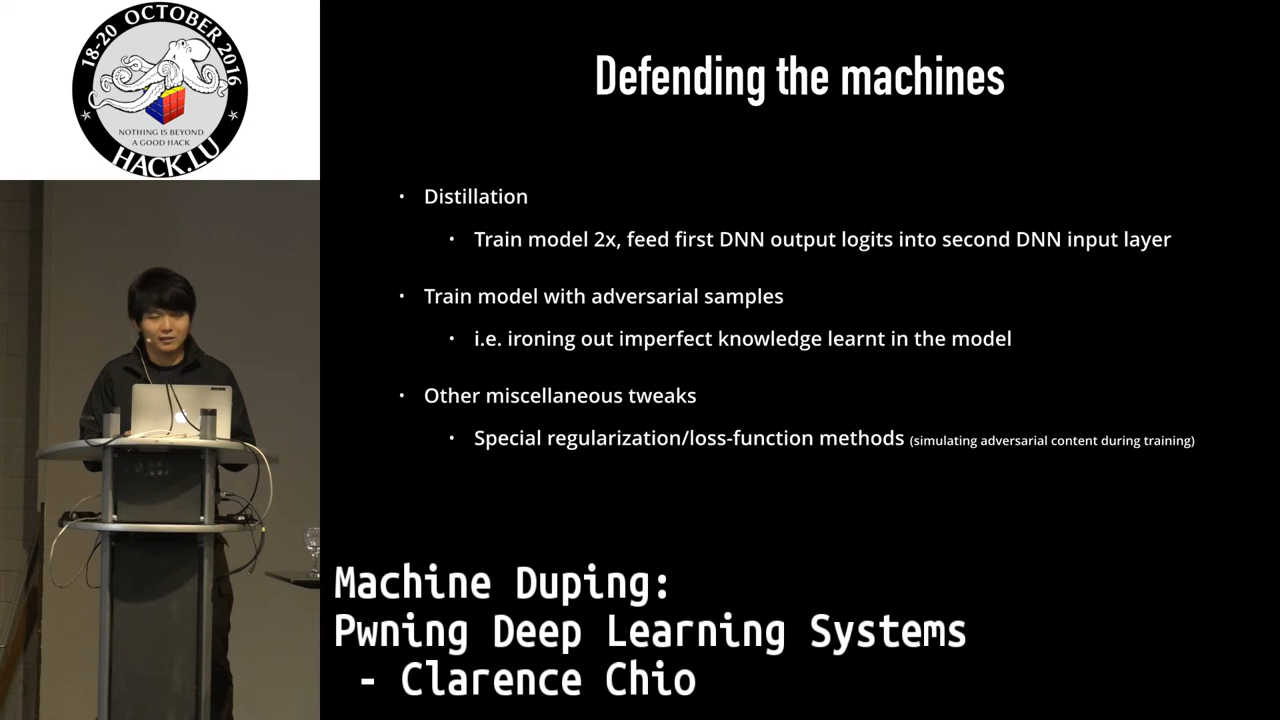 18-20 OCTOBER 2016
NOTHING IS BEYOND
A GOOD HACK
HACK.LU
Defending the machines
• Distillation
• Train model 2x, feed first DNN output logits into second DNN input layer
• Train model with adversarial samples
• i.e. ironing out imperfect knowledge learnt in the model
• Other miscellaneous tweaks
• Special regularization/loss-function methods (simulating adversarial content during training)
Machine Duping:
Pwning Deep Learning Systems
- Clarence Chio